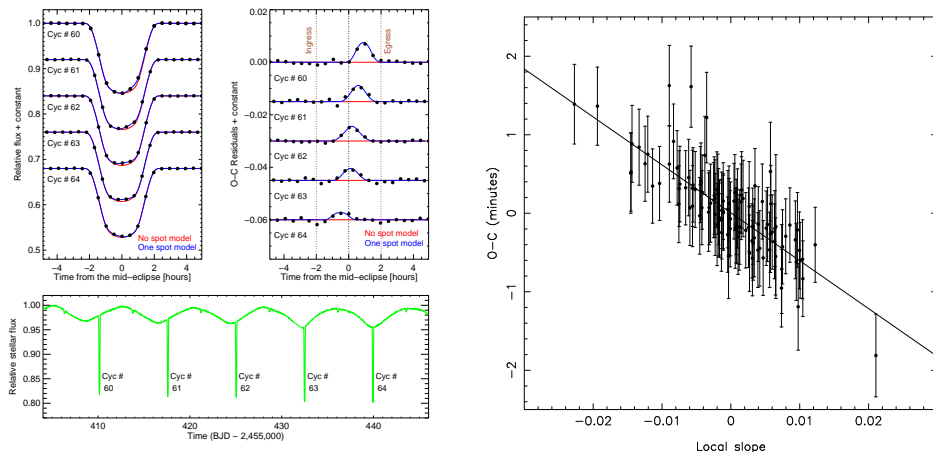 1.0
0.9
0.8
0.7
0.6
0.5
Relative flux + constant
Cyc # 60
Cyc # 61
Cyc # 62
Cyc # 63
Cyc # 64
No spot model
One spot model
−4 −2 0 2 4
Time from the mid−eclipse [hours]
0.02
0.00
−0.02
−0.04
−0.06
O−C Residuals + constant
Ingress
Egress
Cyc # 60
Cyc # 61
Cyc # 62
Cyc # 63
Cyc # 64
No spot model
One spot model
−4 −2 0 2 4
Time from the mid−eclipse [hours]
1.00
0.95
0.90
0.85
0.80
Relative stellar flux
Cyc # 60
Cyc # 61
Cyc # 62
Cyc # 63
Cyc # 64
410 420 430 440
Time (BJD − 2,455,000)
2
1
0
−1
−2
O−C (minutes)
−0.02 −0.01 0 0.01 0.02
Local slope